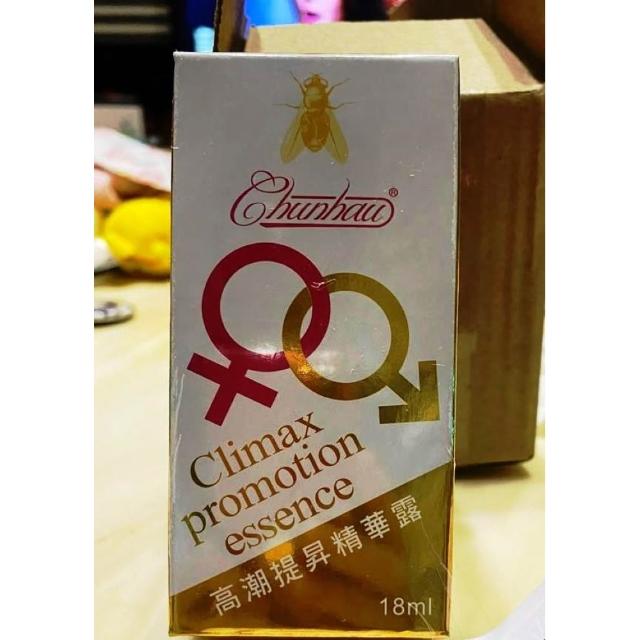 Chunhau®
Climax
promotion
essence
高潮提昇精華露
18ml